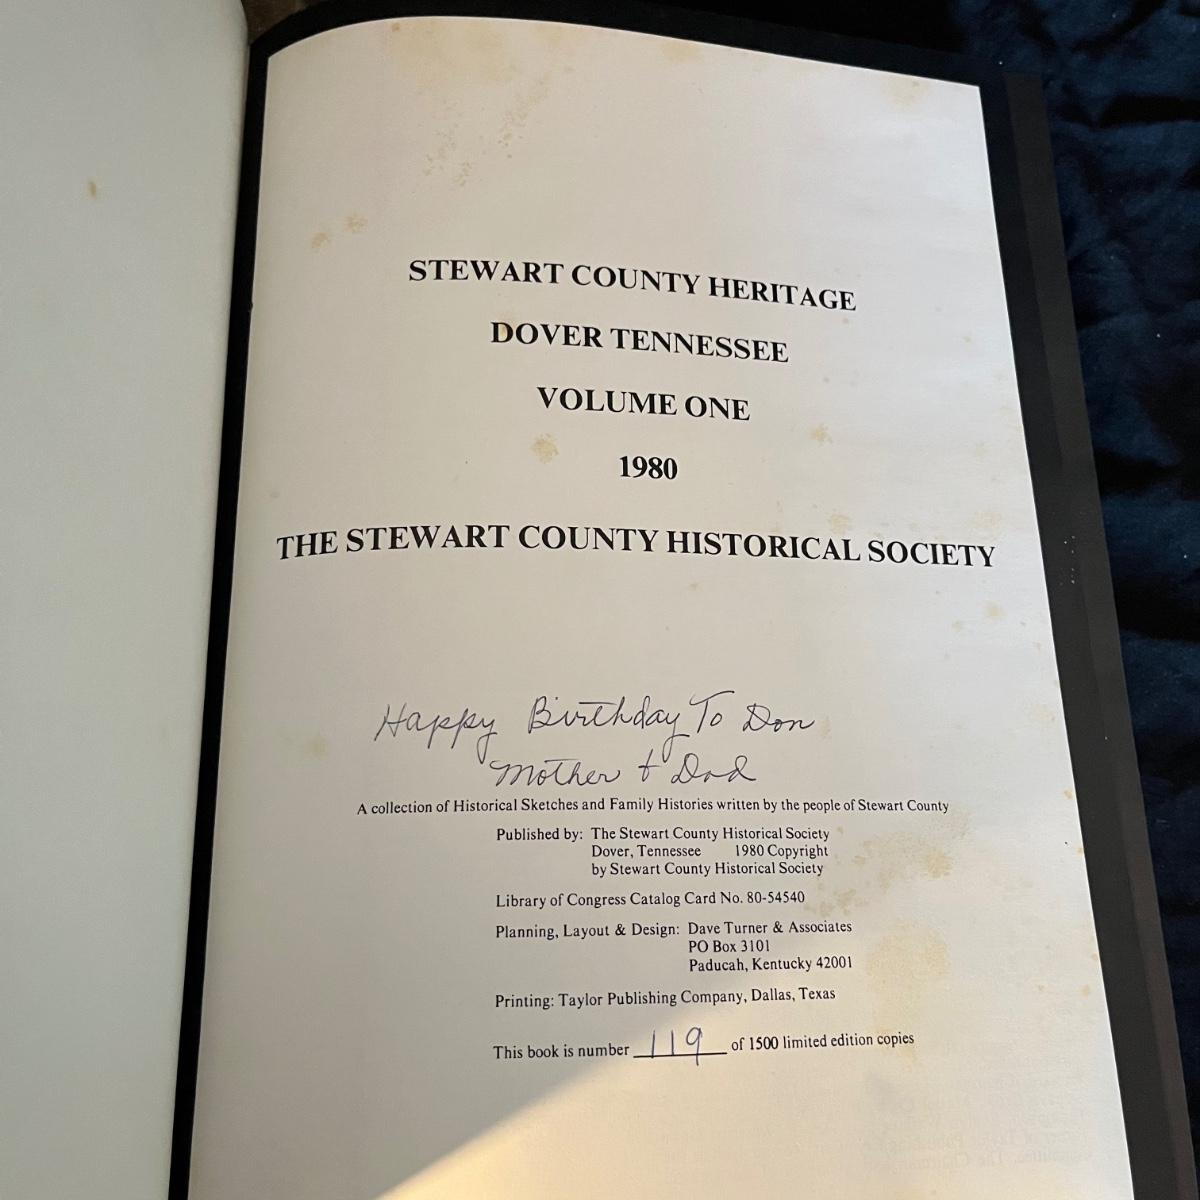 STEWART COUNTY HERITAGE
DOVER TENNESSEE
VOLUME ONE
1980
THE STEWART COUNTY HISTORICAL SOCIETY
Happy Birthday To Don
Mother + Dad
A collection of Historical Sketches and Family Histories written by the people of Stewart County
Published by: The Stewart County Historical Society
Dover, Tennessee 1980 Copyright
by Stewart County Historical Society
Library of Congress Catalog Card No. 80-54540
Planning, Layout & Design: Dave Turner & Associates
PO Box 3101
Paducah, Kentucky 42001
Printing: Taylor Publishing Company, Dallas, Texas
This book is number 119 of 1500 limited edition copies